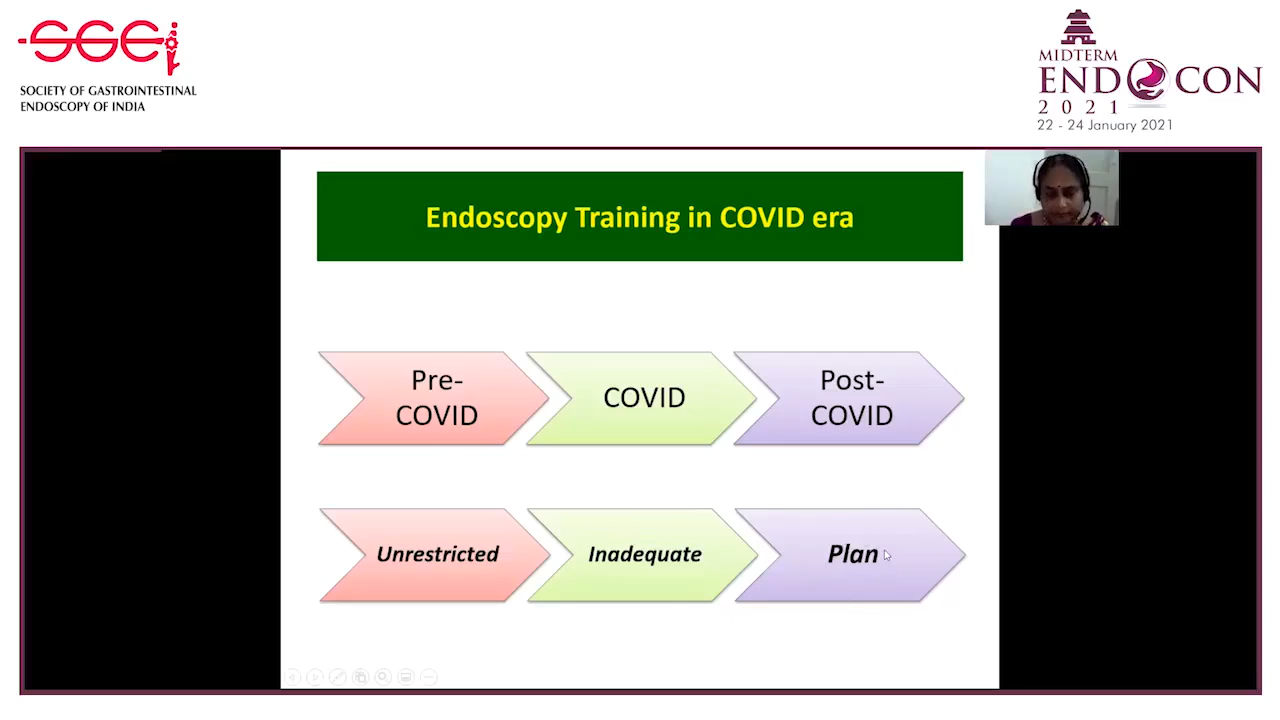 SGEi
SOCIETY OF GASTROINTESTINAL
ENDOSCOPY OF INDIA
MIDTERM
ENDOCON
2021
22 - 24 January 2021
Endoscopy Training in COVID era
Pre-
COVID
COVID
Post-
COVID
Unrestricted
Inadequate
Plan